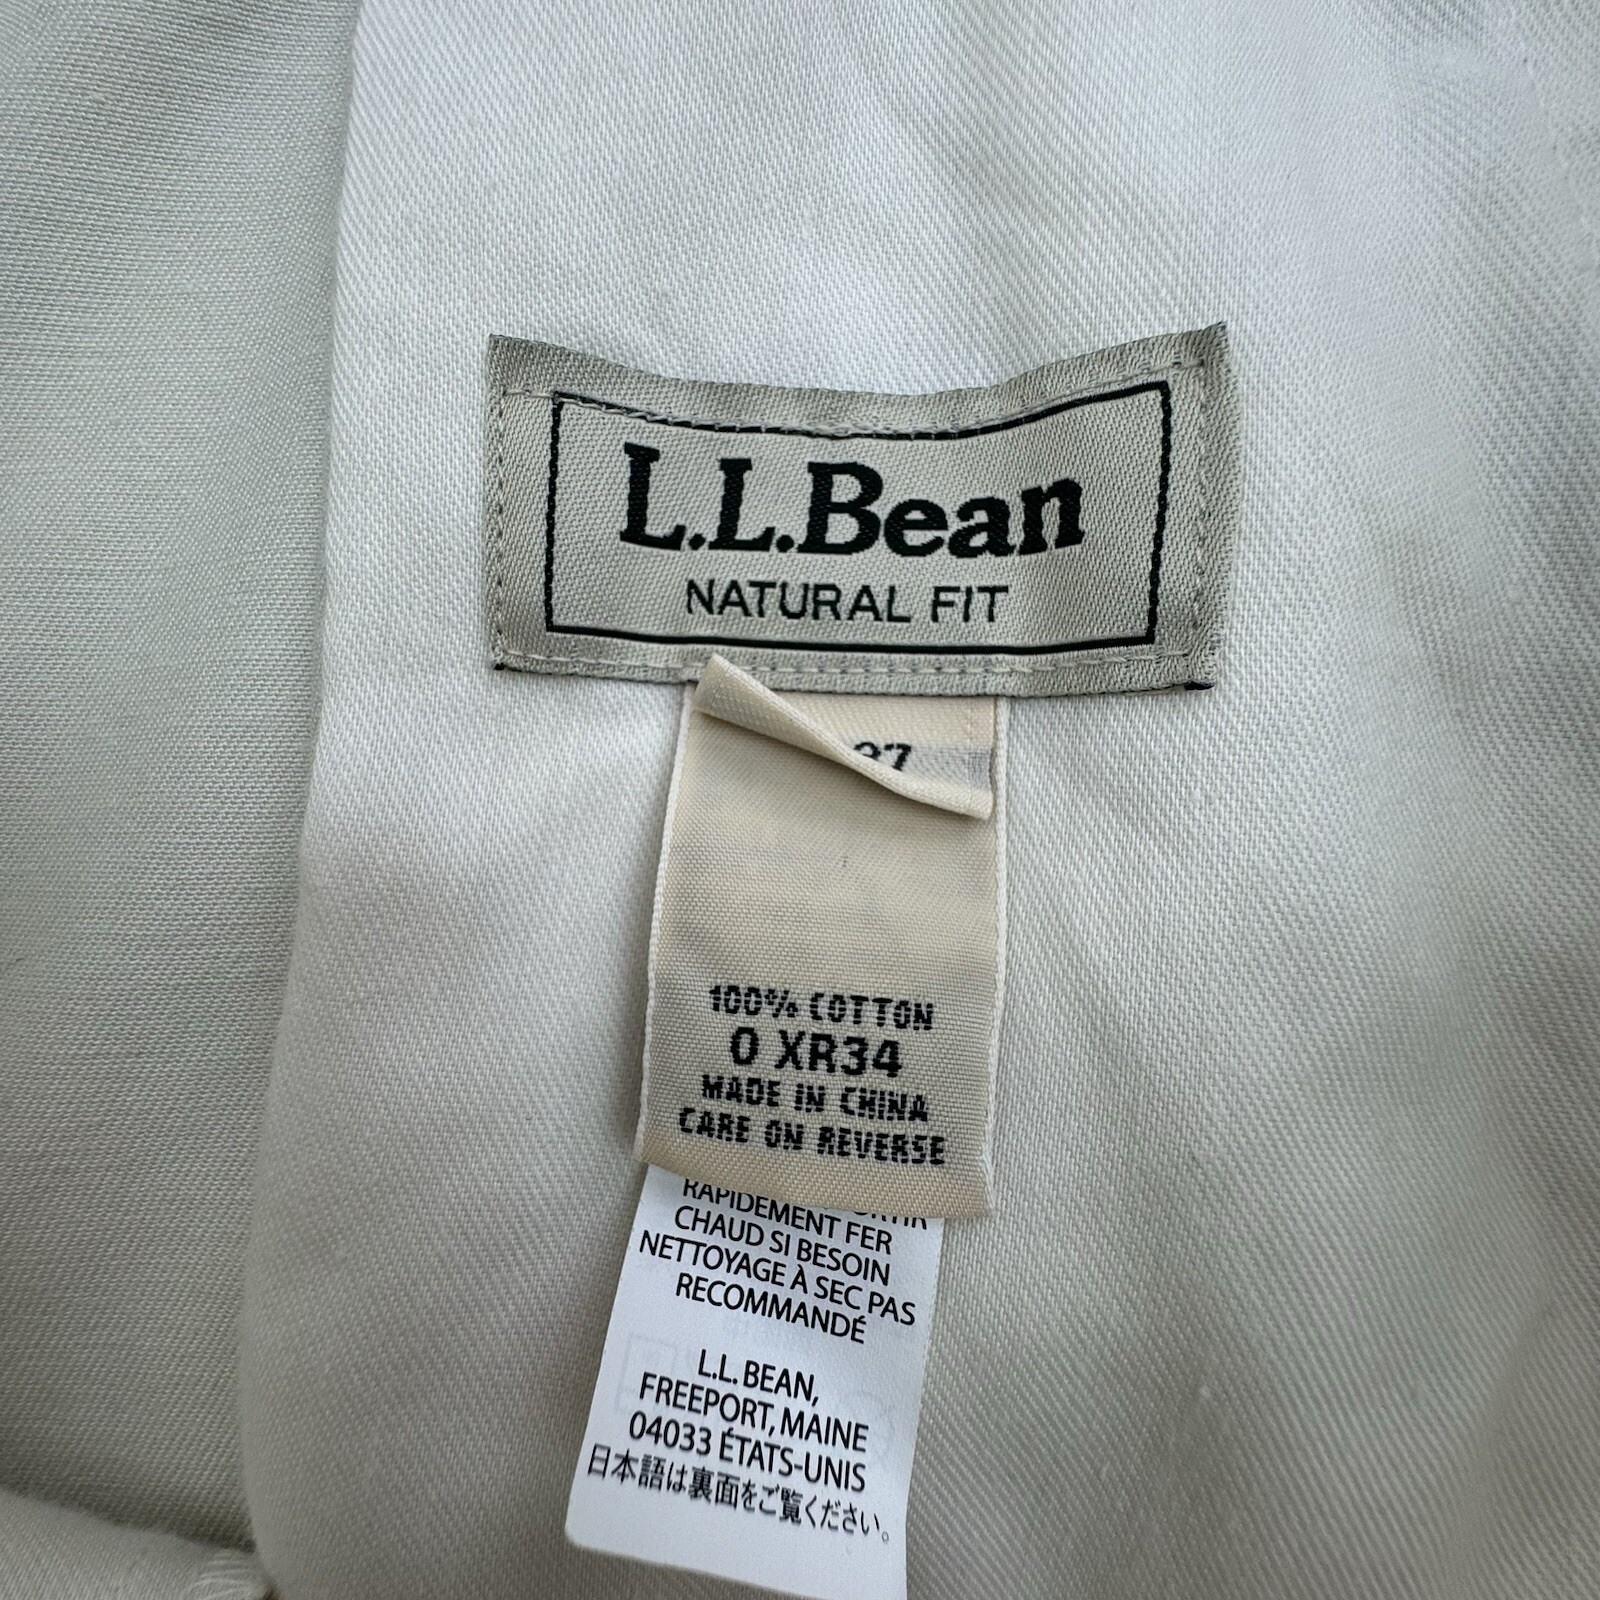 L.L.Bean
NATURAL FIT
100% COTTON
0 XR34
MADE IN CHINA
CARE ON REVERSE
RAPIDEMENT FER
CHAUD SI BESOIN
NETTOYAGE À SEC PAS
RECOMMANDÉ
L.L. BEAN,
FREEPORT, MAINE
04033 ÉTATS-UNIS
日本語は裏面をご覧ください。